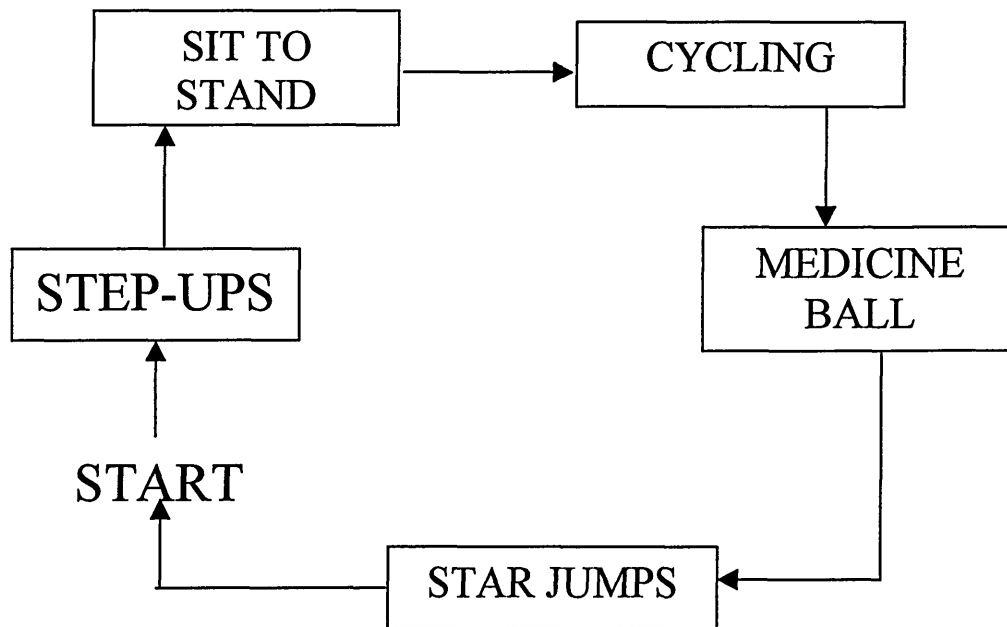 SIT TO
STAND
CYCLING
MEDICINE
BALL
STEP-UPS
START
STAR JUMPS